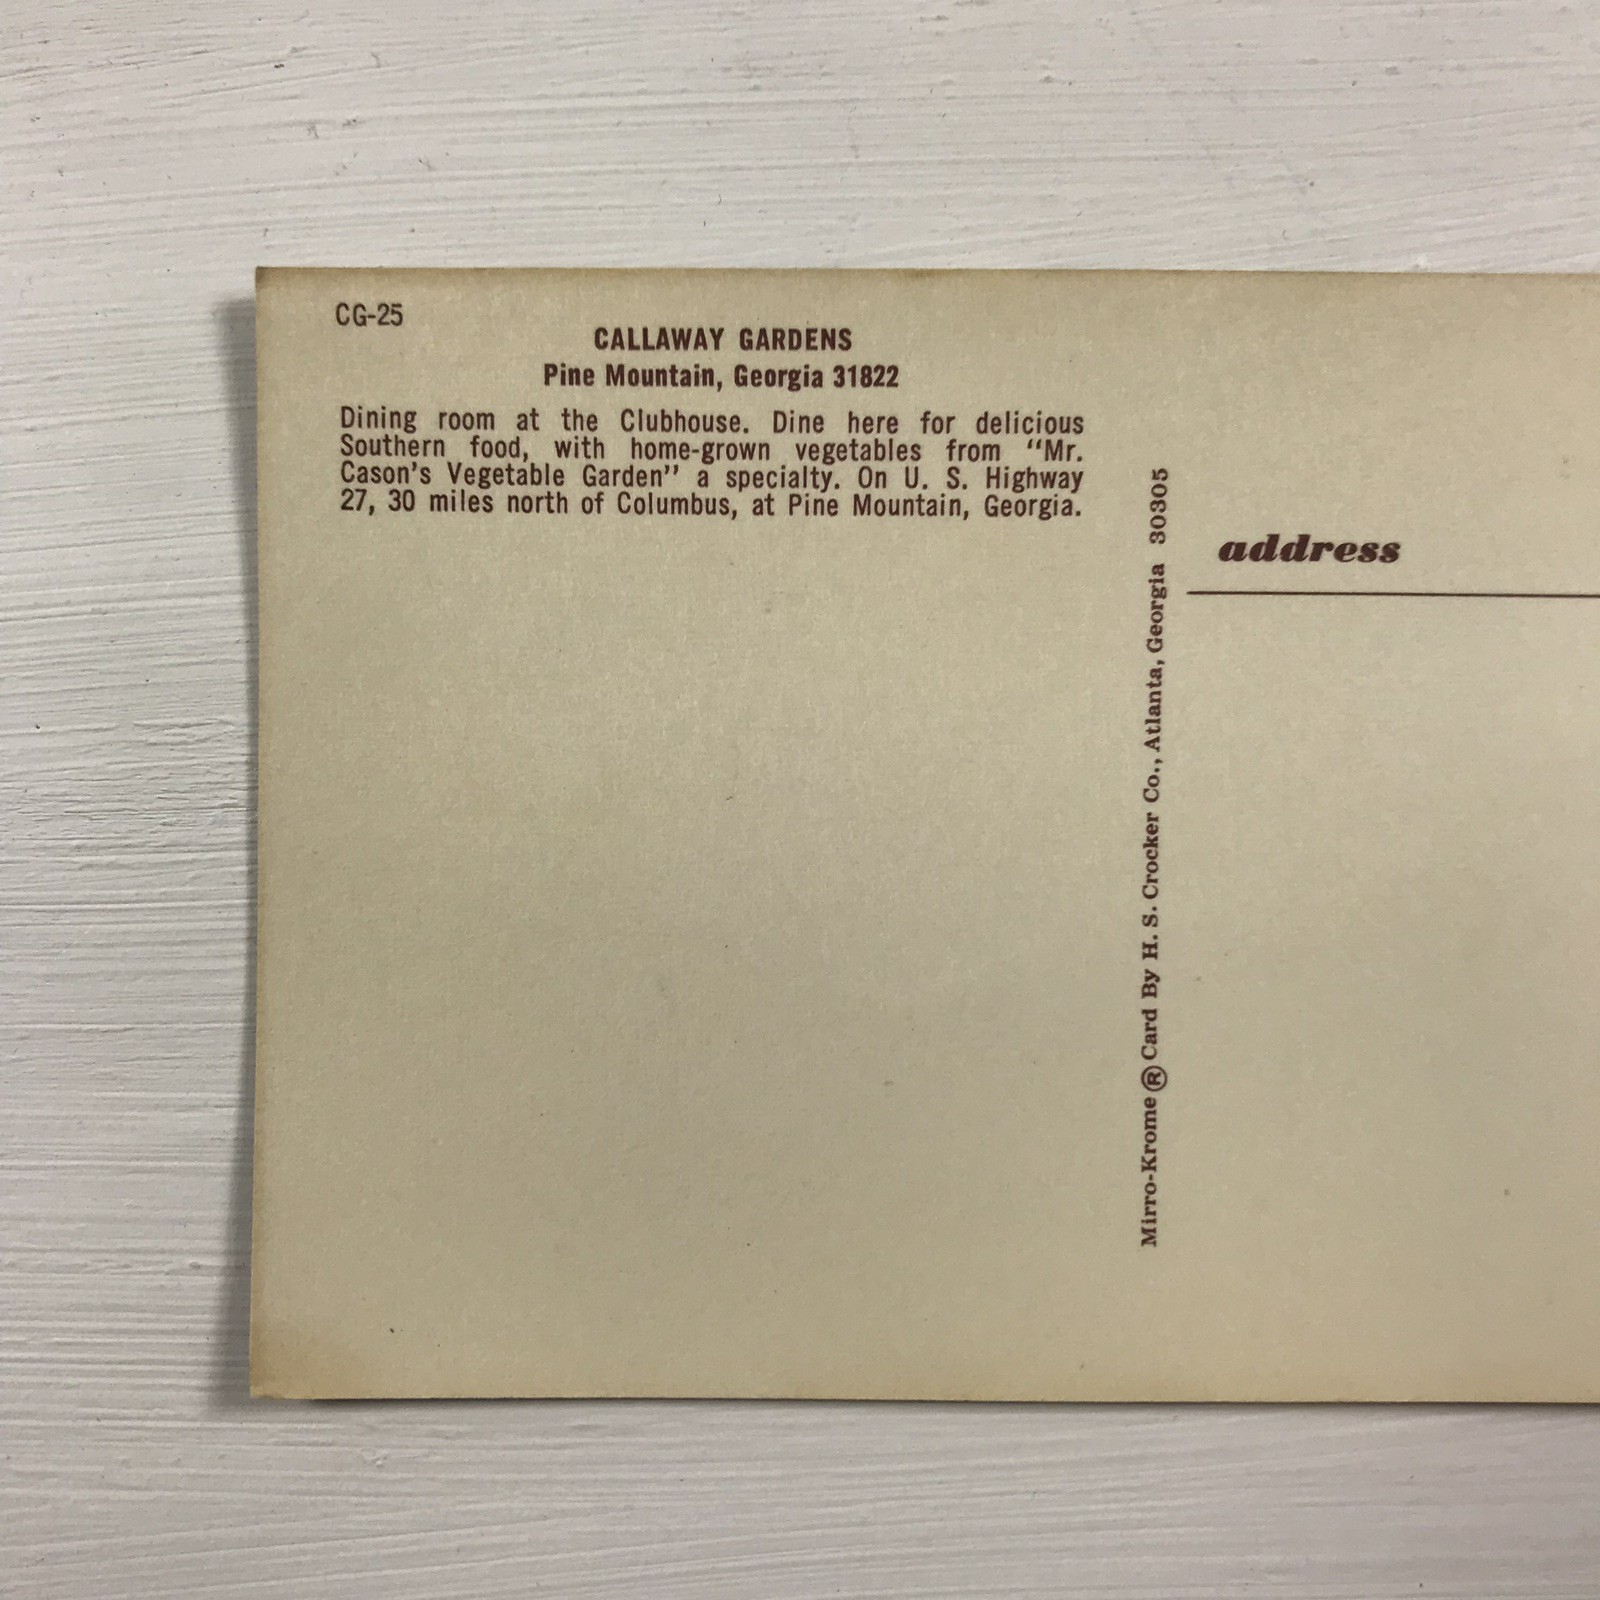 CG-25
CALLAWAY GARDENS
Pine Mountain, Georgia 31822
Dining room at the Clubhouse. Dine here for delicious
Southern food, with home-grown vegetables from "Mr.
Cason's Vegetable Garden" a specialty. On U. S. Highway
27, 30 miles north of Columbus, at Pine Mountain, Georgia.
Mirro-Krome® Card By H. S. Crocker Co., Atlanta, Georgia 30305
address